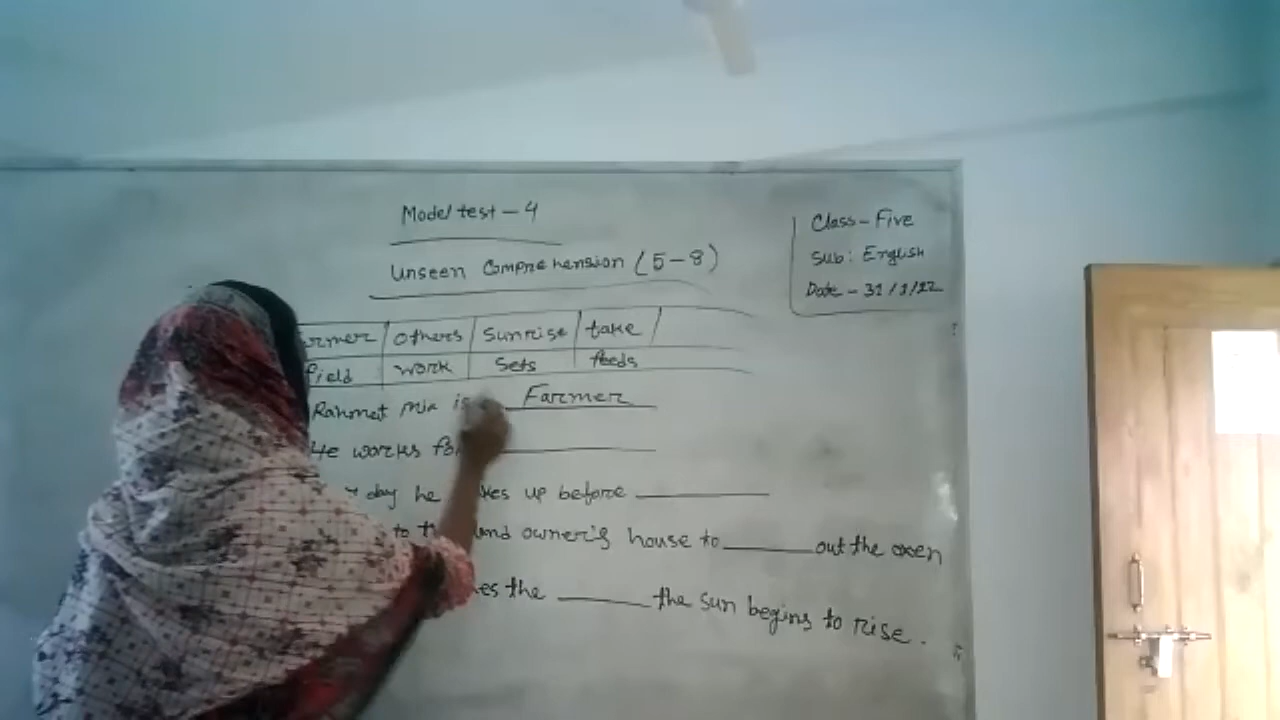 Model test - 4
Class - Five
Unseen Comprehension (5-8)
Sub: English
Date - 31/3/22
others sunrise take
field work sets feeds
Rahmat Mia is Farmer
He works
day he up before
to owner's house to out the oxen
the the sun begins to rise.